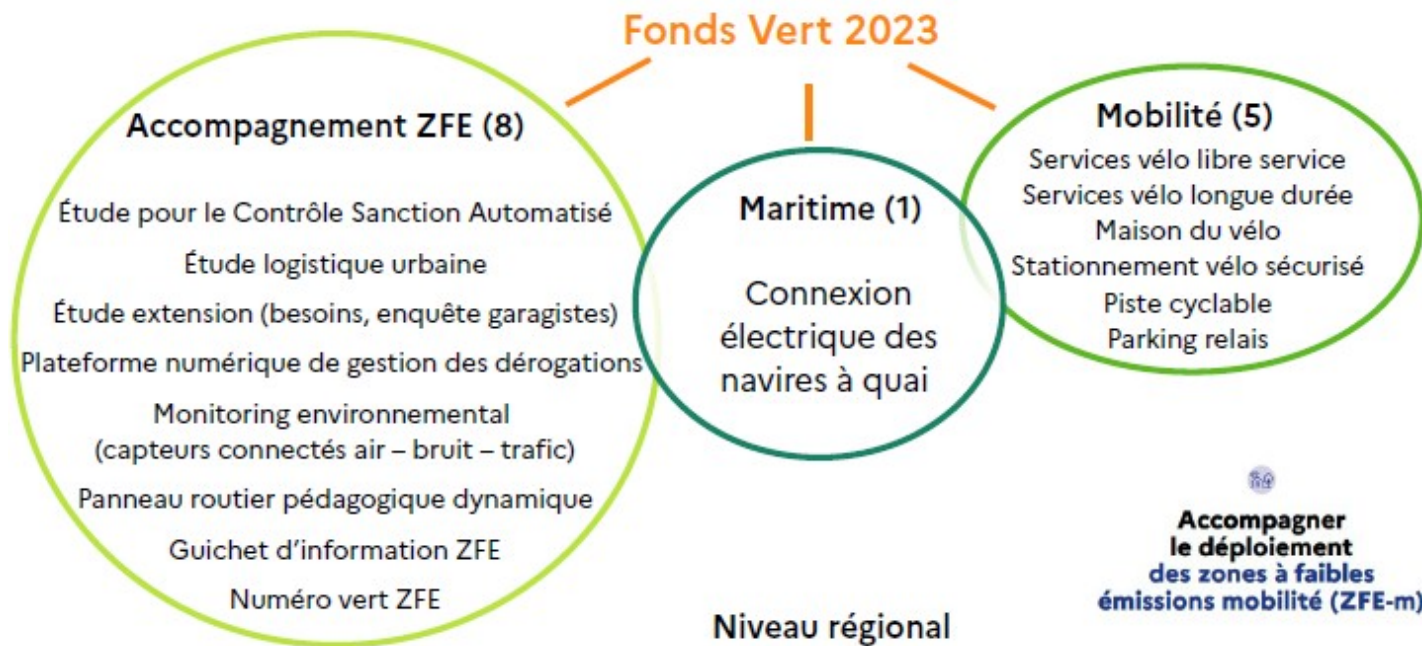 Fonds Vert 2023
Accompagnement ZFE (8)
Étude pour le Contrôle Sanction Automatisé
Étude logistique urbaine
Étude extension (besoins, enquête garagistes)
Plateforme numérique de gestion des dérogations
Monitoring environnemental
(capteurs connectés air – bruit – trafic)
Panneau routier pédagogique dynamique
Guichet d'information ZFE
Numéro vert ZFE
Maritime (1)
Connexion
électrique des
navires à quai
Mobilité (5)
Services vélo libre service
Services vélo longue durée
Maison du vélo
Stationnement vélo sécurisé
Piste cyclable
Parking relais
Accompagner
le déploiement
des zones à faibles
émissions mobilité (ZFE-m)
Niveau régional